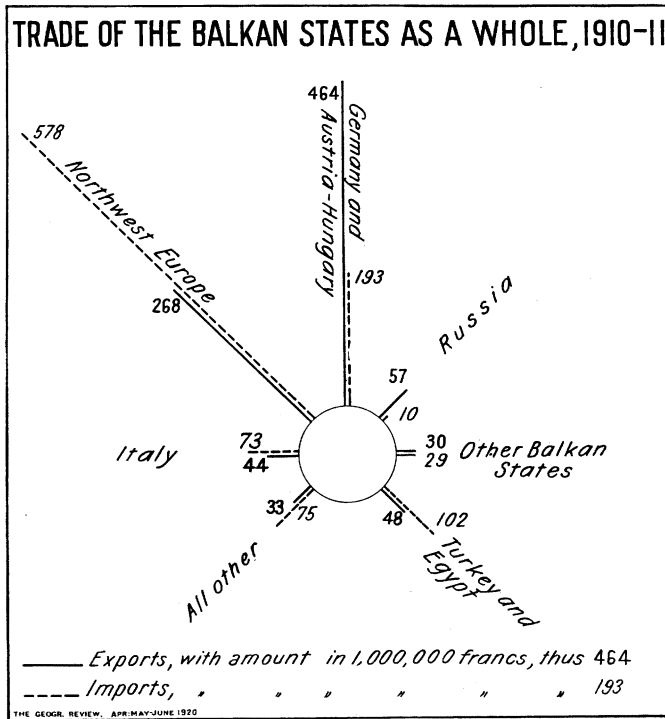 TRADE OF THE BALKAN STATES AS A WHOLE, 1910-11
464
Germany and
Austria-Hungary
193
578
Northwest Europe
268
Russia
57
10
Italy
73
44
30
29
Other Balkan
States
33
75
All other
48
102
Turkey and
Egypt
Exports, with amount in 1,000,000 francs, thus 464
Imports, " " " " " " 193
THE GEOGR. REVIEW, APR.-MAY-JUNE 1920